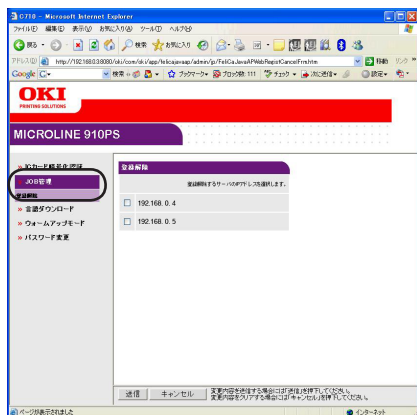 C710 - Microsoft Internet Explorer
ファイル(F) 編集(E) 表示(V) お気に入り(A) ツール(T) ヘルプ(H)
戻る 検索 お気に入り
アドレス(D) http://192.168.0.3:8080/oki/com/oki/app/felicajavaap/admin/jp/FeliCaJavaAPWebRegistCancelFrm.htm 移動 リンク
Google 検索 ブックマーク ブロック数: 111 チェック 次に送信 設定
OKI
PRINTING SOLUTIONS
MICROLINE 910PS
» ICカード暗号化認証
JOB管理
登録解除
» 言語ダウンロード
» ウォームアップモード
» パスワード変更
登録解除
登録解除するサーバのIPアドレスを選択します。
192.168. 0. 4
192.168. 0. 5
送信 キャンセル 変更内容を送信する場合には「送信」を押下してください。
変更内容をクリアする場合には「キャンセル」を押下してください。
ページが表示されました インターネット